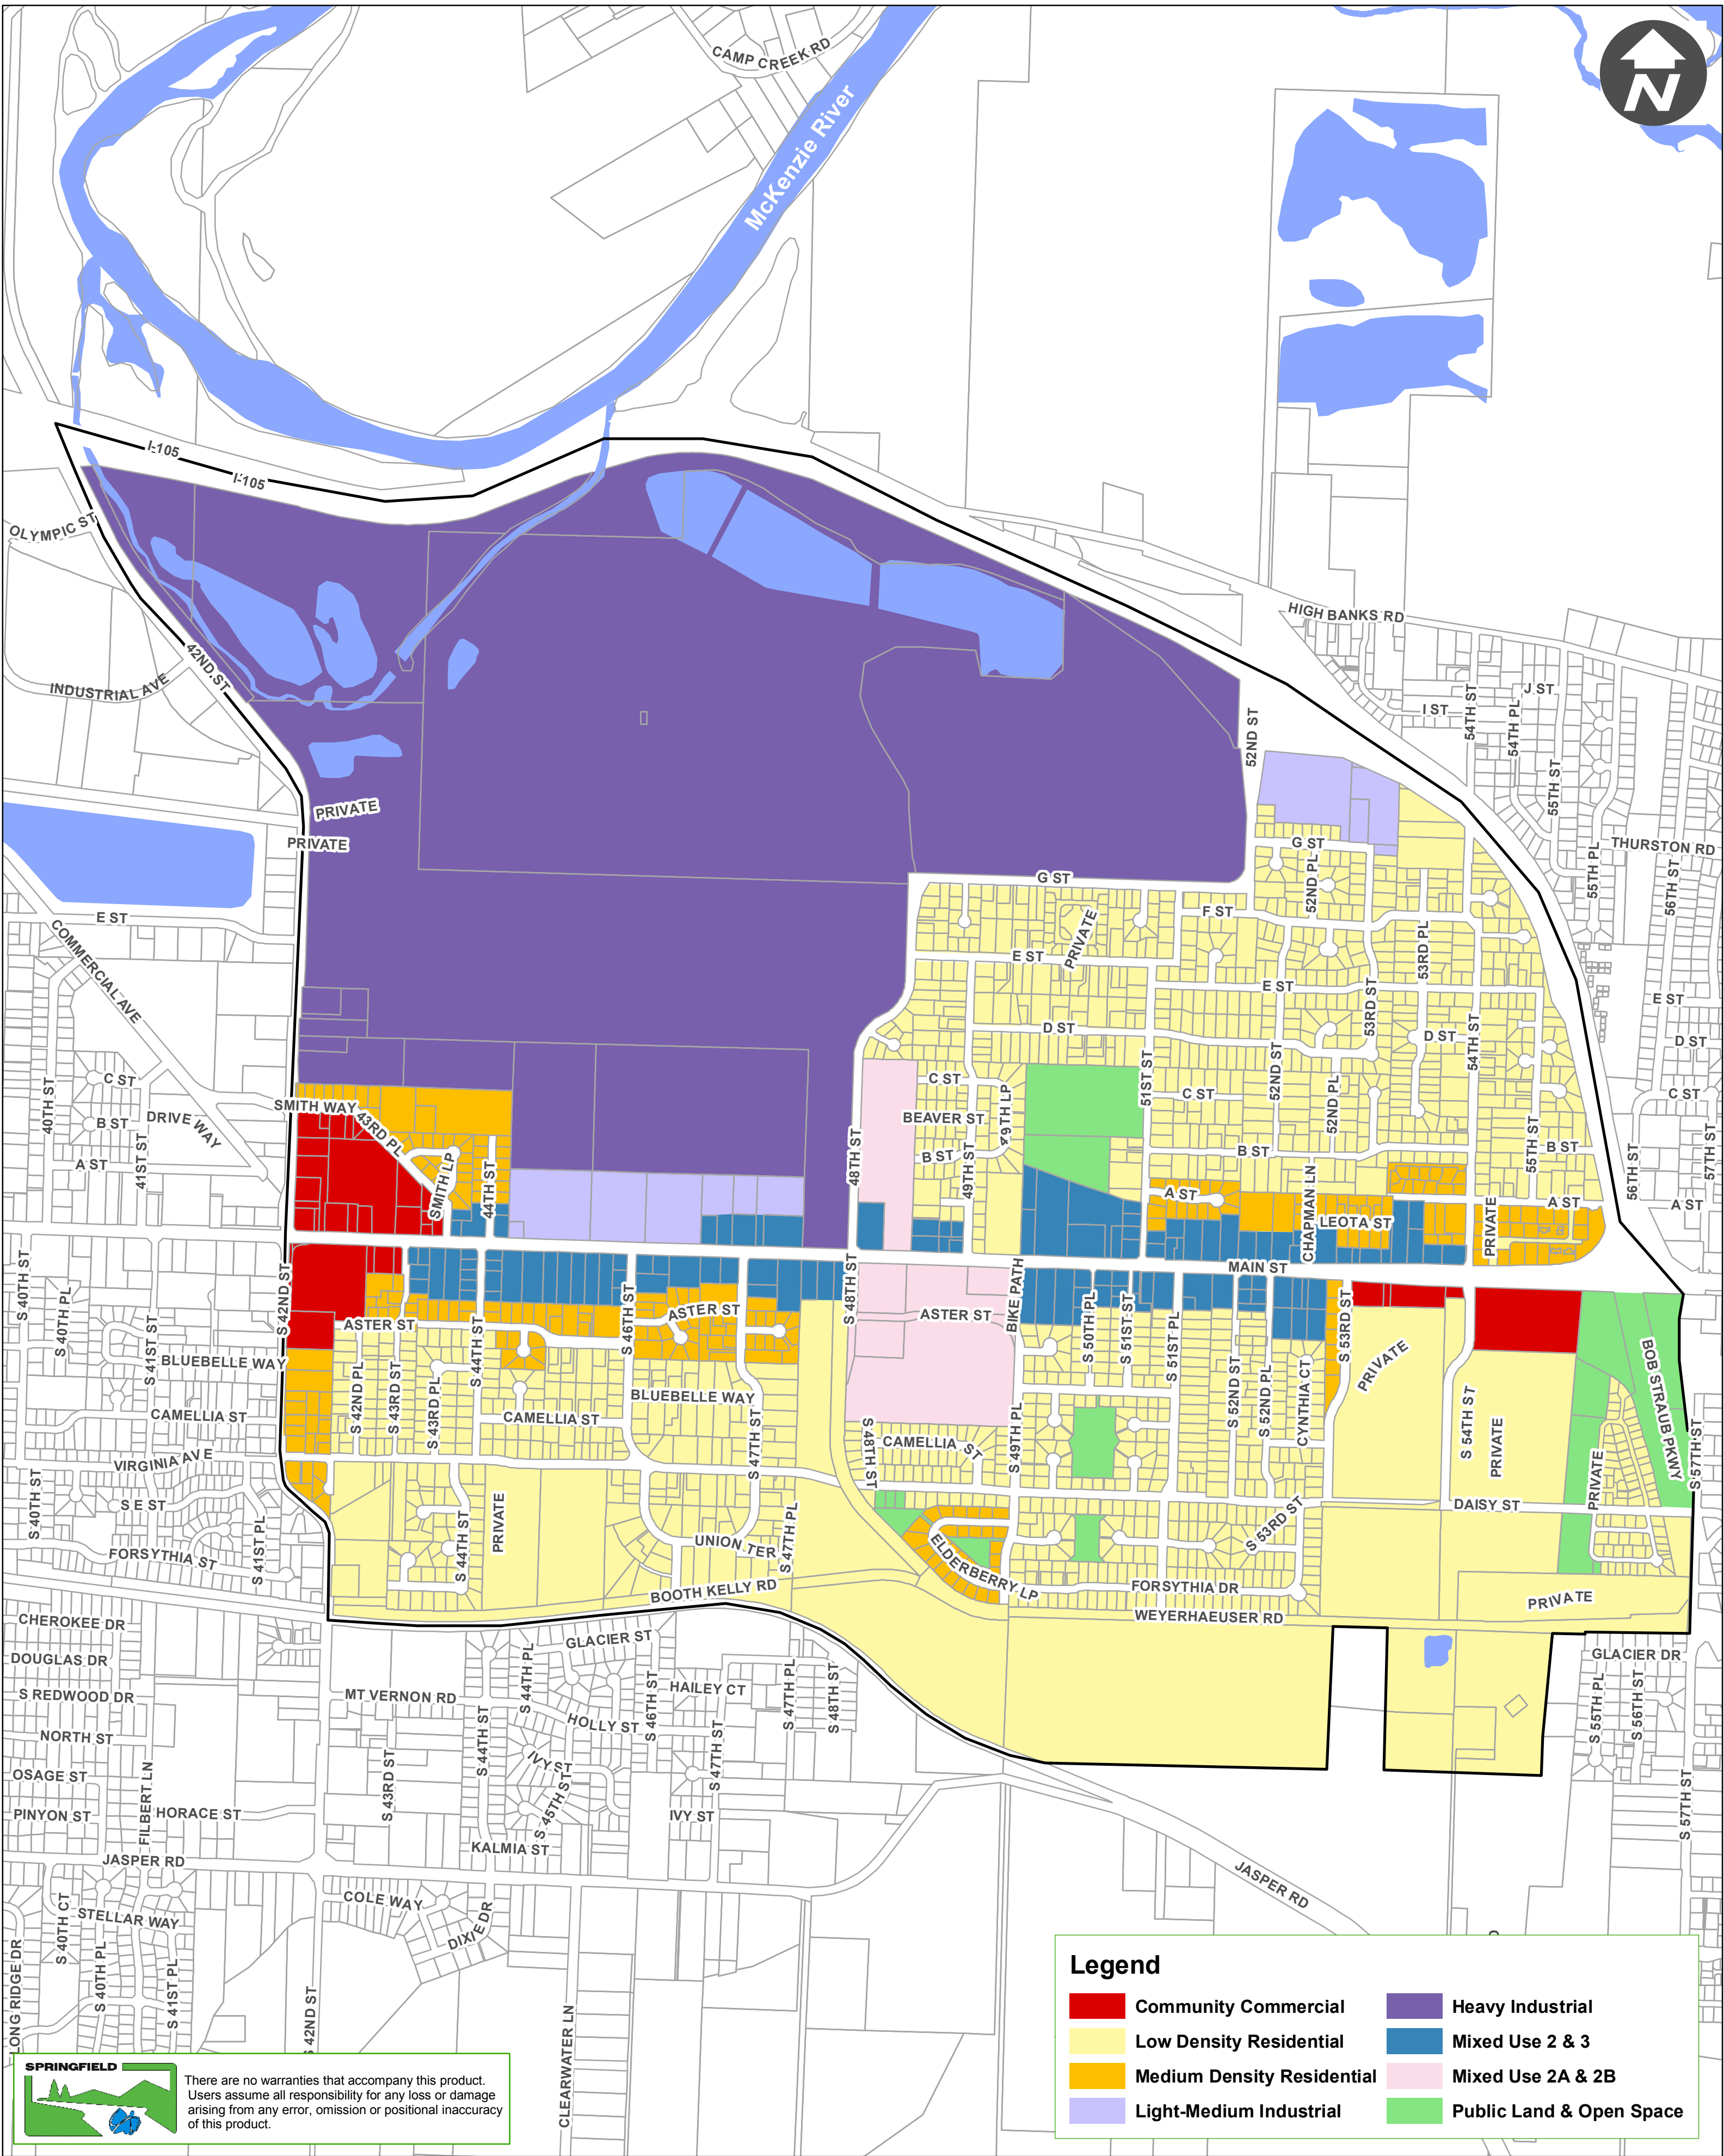 CAMP CREEK RD
McKenzie River
N
I-105
I-105
OLYMPIC ST
HIGH BANKS RD
INDUSTRIAL AVE
42ND ST
52ND ST
J ST
I ST
54TH ST
54TH PL
55TH ST
PRIVATE
PRIVATE
G ST
THURSTON RD
55TH PL
56TH ST
G ST
52ND PL
E ST
COMMERCIAL AVE
PRIVATE
F ST
53RD PL
E ST
E ST
53RD ST
E ST
D ST
D ST
54TH ST
D ST
40TH ST
C ST
B ST
DRIVE WAY
A ST
41ST ST
SMITH WAY
43RD PL
SMITH LP
44TH ST
48TH ST
C ST
BEAVER ST
B ST
49TH LP
49TH ST
51ST ST
C ST
52ND ST
52ND PL
B ST
55TH ST
B ST
C ST
56TH ST
57TH ST
A ST
CHAPMAN LN
LEOTA ST
PRIVATE
A ST
A ST
MAIN ST
S 40TH ST
S 40TH PL
S 41ST ST
S 42ND ST
BLUEBELLE WAY
ASTER ST
S 46TH ST
ASTER ST
S 48TH ST
ASTER ST
BIKE PATH
S 50TH PL
S 51ST ST
S 51ST PL
S 53RD ST
PRIVATE
BOB STRAUB PKWY
S 42ND PL
S 43RD ST
S 43RD PL
S 44TH ST
BLUEBELLE WAY
S 52ND ST
S 52ND PL
CYNTHIA CT
S 54TH ST
PRIVATE
CAMELLIA ST
CAMELLIA ST
S 47TH ST
S 48TH ST
CAMELLIA ST
S 49TH PL
S 57TH ST
VIRGINIA AVE
S 40TH ST
S E ST
S 41ST PL
FORSYTHIA ST
S 44TH ST
PRIVATE
UNION TER
S 47TH PL
S 53RD ST
DAISY ST
PRIVATE
ELDERBERRY LP
FORSYTHIA DR
BOOTH KELLY RD
WEYERHAEUSER RD
PRIVATE
CHEROKEE DR
DOUGLAS DR
S REDWOOD DR
NORTH ST
OSAGE ST
PINYON ST
FILBERT LN
HORACE ST
JASPER RD
GLACIER ST
S 44TH PL
S 46TH ST
HAILEY CT
S 47TH PL
S 48TH ST
MT VERNON RD
HOLLY ST
S 47TH ST
S 43RD ST
S 44TH ST
IVY ST
S 45TH ST
IVY ST
KALMIA ST
GLACIER DR
S 55TH PL
S 56TH ST
S 57TH ST
JASPER RD
COLE WAY
DIXIE DR
STELLAR WAY
S 40TH CT
S 40TH PL
S 41ST PL
LONG RIDGE DR
S 42ND ST
CLEARWATER LN
Legend
Community Commercial
Low Density Residential
Medium Density Residential
Light-Medium Industrial
Heavy Industrial
Mixed Use 2 & 3
Mixed Use 2A & 2B
Public Land & Open Space
SPRINGFIELD
There are no warranties that accompany this product.
Users assume all responsibility for any loss or damage
arising from any error, omission or positional inaccuracy
of this product.